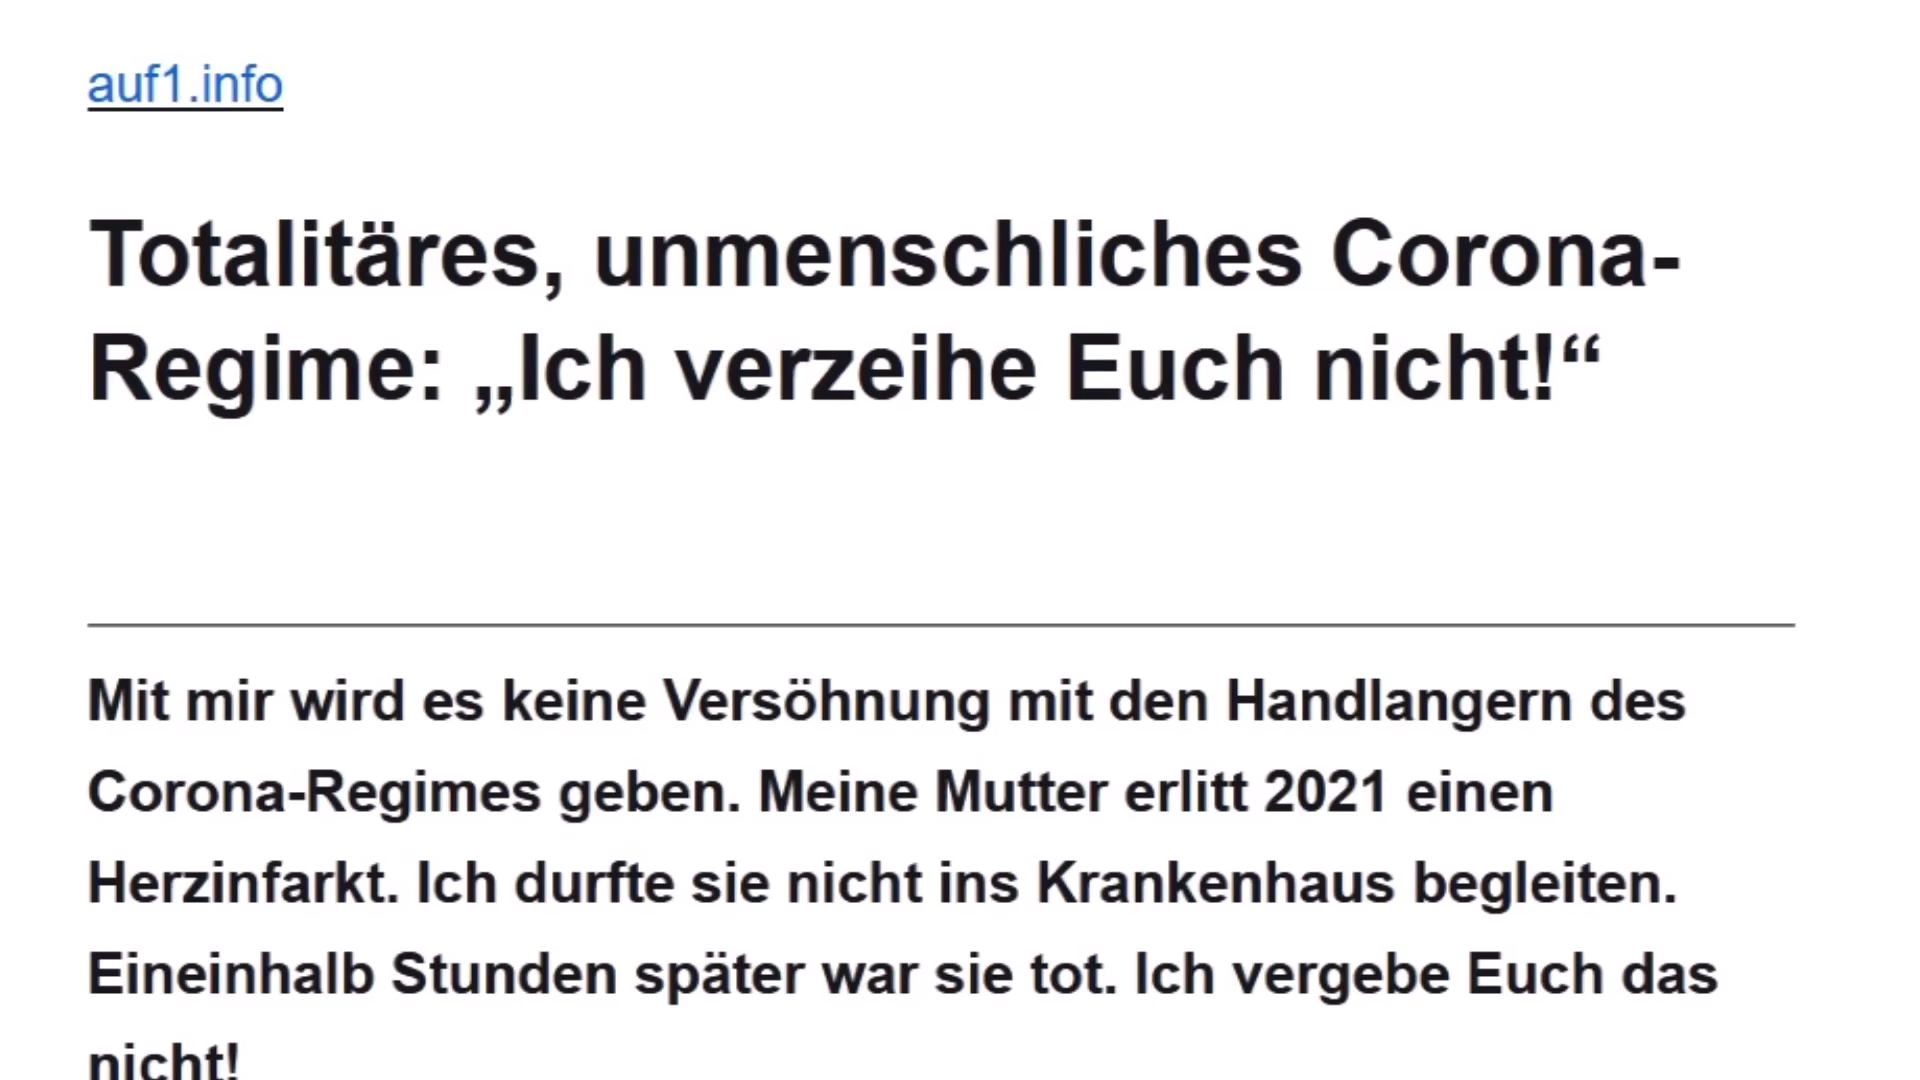 auf1.info
Totalitäres, unmenschliches Corona-
Regime: „Ich verzeihe Euch nicht!“
Mit mir wird es keine Versöhnung mit den Handlangern des
Corona-Regimes geben. Meine Mutter erlitt 2021 einen
Herzinfarkt. Ich durfte sie nicht ins Krankenhaus begleiten.
Eineinhalb Stunden später war sie tot. Ich vergebe Euch das
nicht!